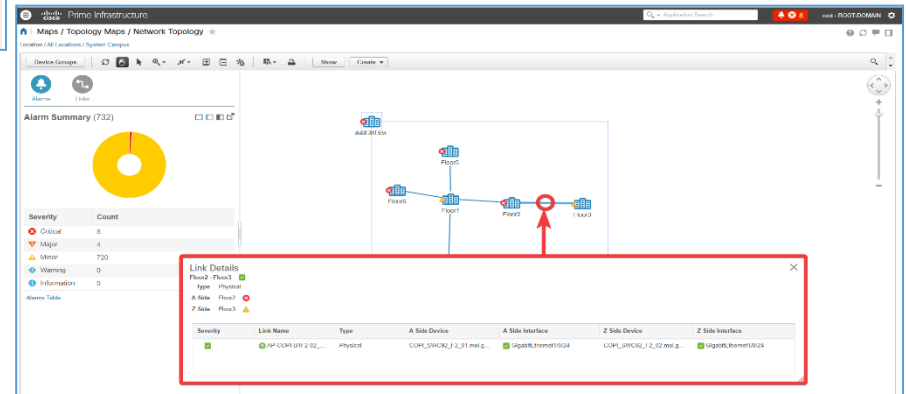 CISCO Prime Infrastructure
Application Search
8
root - ROOT-DOMAIN
Maps / Topology Maps / Network Topology
Location / All Locations / System Campus
Device Groups
Show
Create
Alarms
Links
Alarm Summary (732)
Severity Count
Critical 8
Major 4
Minor 720
Warning 0
Information 0
Alarms Table
Floor5
Floor6
Floor1
Floor2
Floor3
Link Details
Floor2 - Floor3
Type Physical
A Side Floor2
Z Side Floor3
Severity Link Name Type A Side Device A Side Interface Z Side Device Z Side Interface
Physical GigabitEthernet1/0/24 GigabitEthernet1/0/24